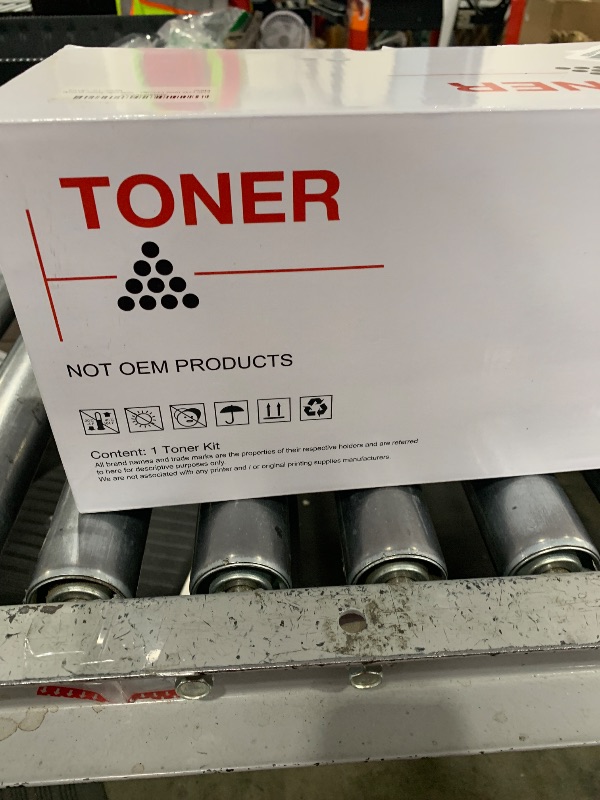 TONER
TONER
NOT OEM PRODUCTS
Content: 1 Toner Kit
All brand names and trade marks are the properties of their respective holders and are referred
to here for descriptive purposes only.
We are not associated with any printer and / or original printing supplies manufacturers.